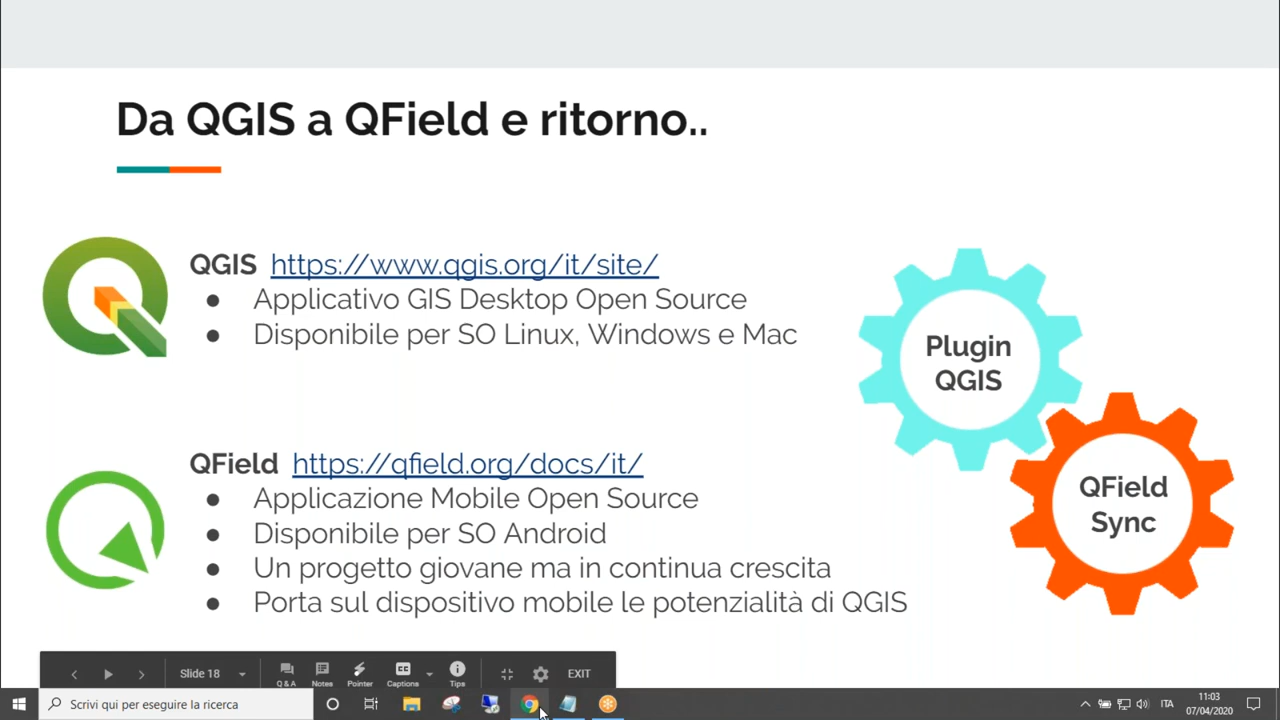 Da QGIS a QField e ritorno..
QGIS https://www.qgis.org/it/site/
● Applicativo GIS Desktop Open Source
● Disponibile per SO Linux, Windows e Mac
Plugin
QGIS
QField https://qfield.org/docs/it/
● Applicazione Mobile Open Source
● Disponibile per SO Android
● Un progetto giovane ma in continua crescita
● Porta sul dispositivo mobile le potenzialità di QGIS
QField
Sync
Slide 18
Q & A
Notes
Pointer
CC
Captions
Tips
EXIT
Scrivi qui per eseguire la ricerca
ITA
11:03
07/04/2020